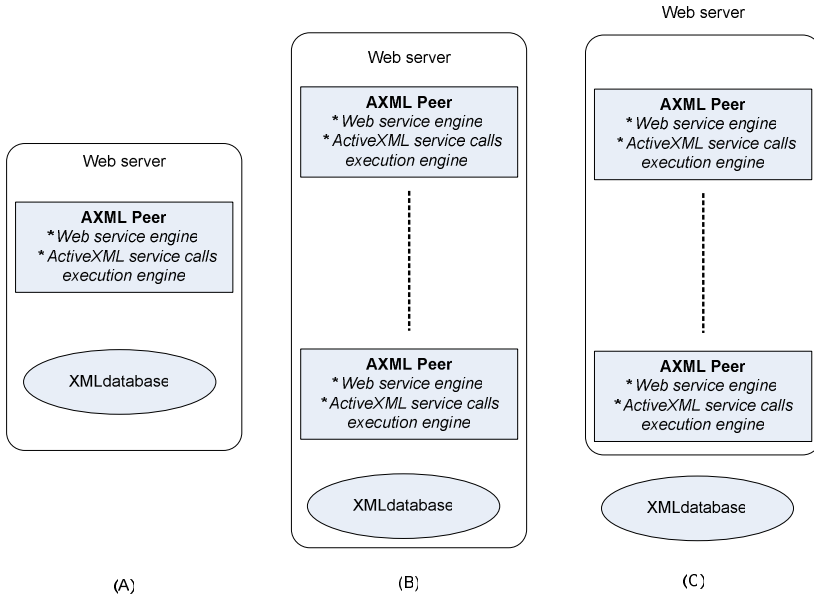 Web server
AXML Peer
* Web service engine
* ActiveXML service calls
execution engine
XMLdatabase
(A)
Web server
AXML Peer
* Web service engine
* ActiveXML service calls
execution engine
AXML Peer
* Web service engine
* ActiveXML service calls
execution engine
XMLdatabase
(B)
Web server
AXML Peer
* Web service engine
* ActiveXML service calls
execution engine
AXML Peer
* Web service engine
* ActiveXML service calls
execution engine
XMLdatabase
(C)